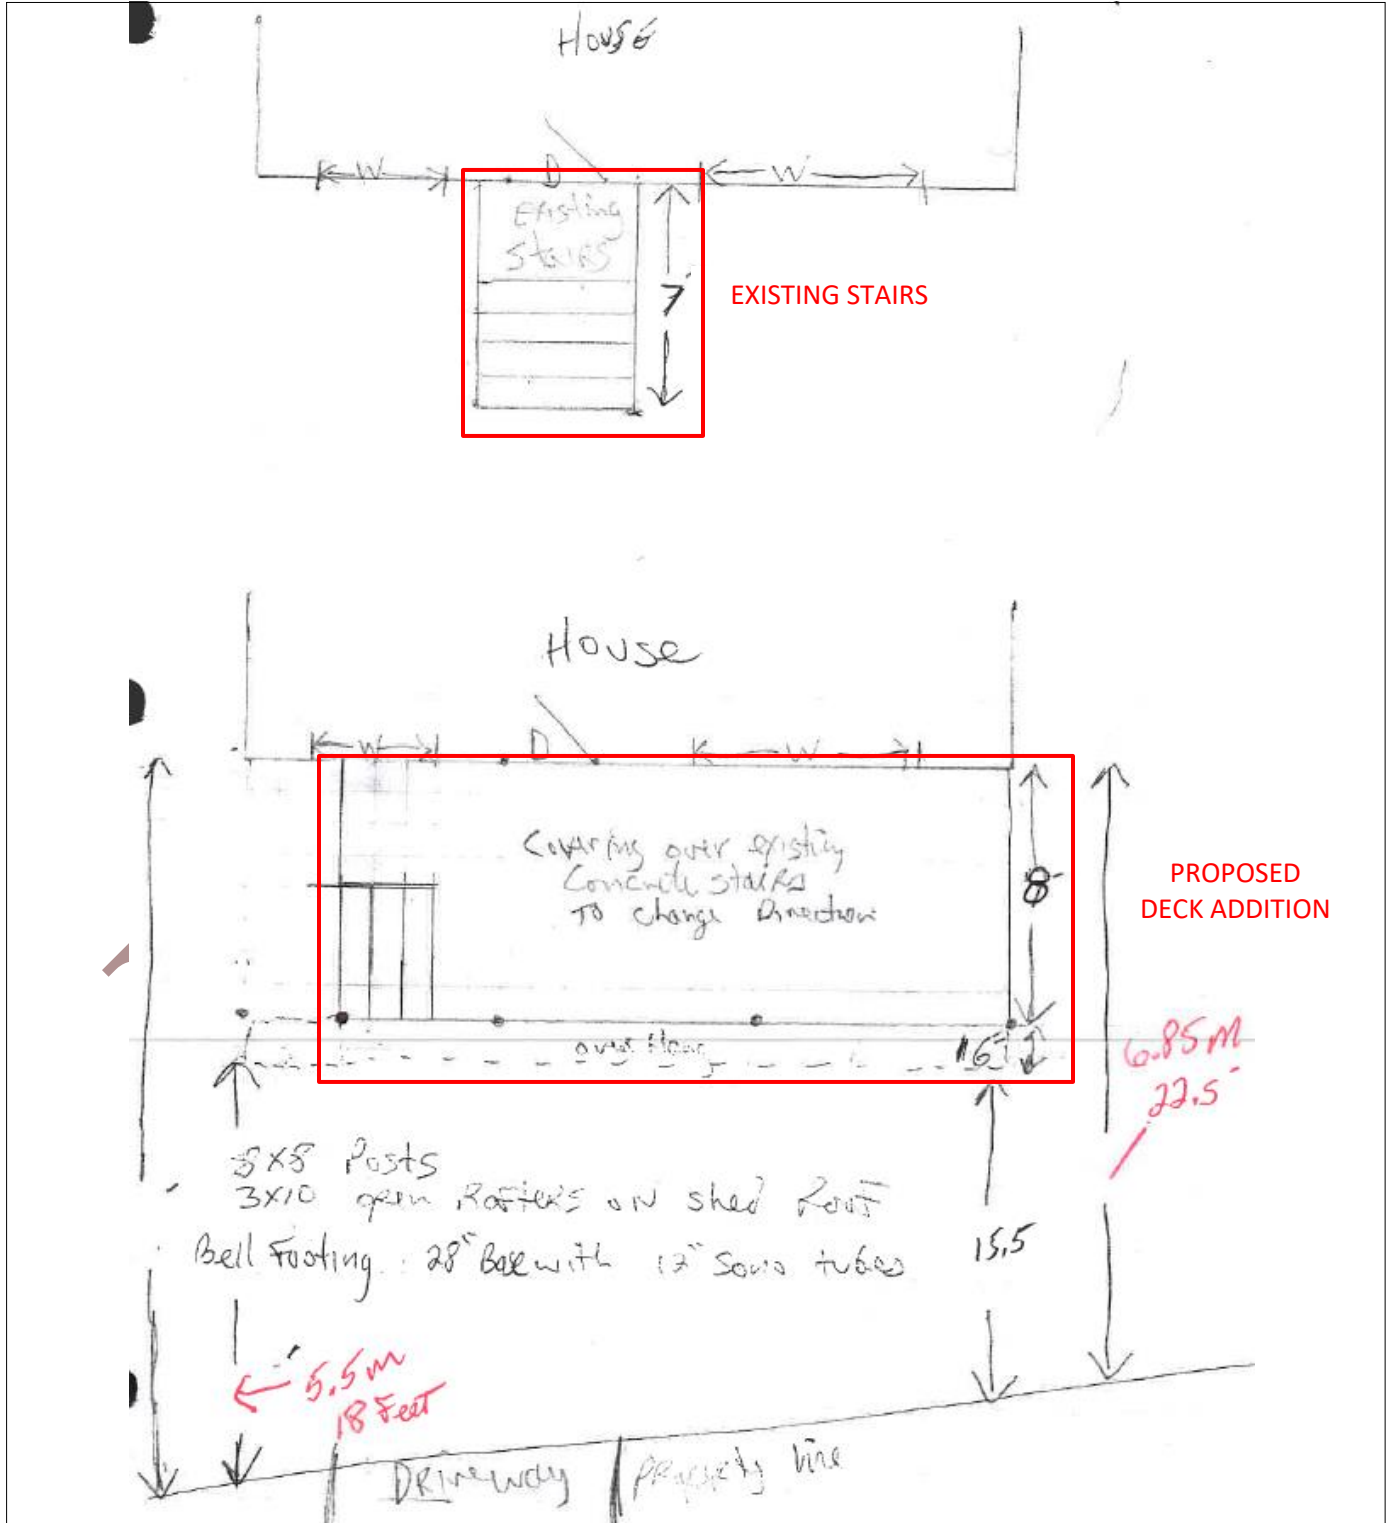 House
W
D
W
Existing
Stairs
7'
EXISTING STAIRS
House
W
D
W
Covering over existing
Concrete stairs
To change Direction
8'
PROPOSED
DECK ADDITION
over Hang
16"
6.85m
22.5'
8x8 Posts
3x10 open Rafters on shed Roof
Bell Footing : 28" Base with 12" Sono tubes
15.5
5.5m
18 Feet
Driveway
property line